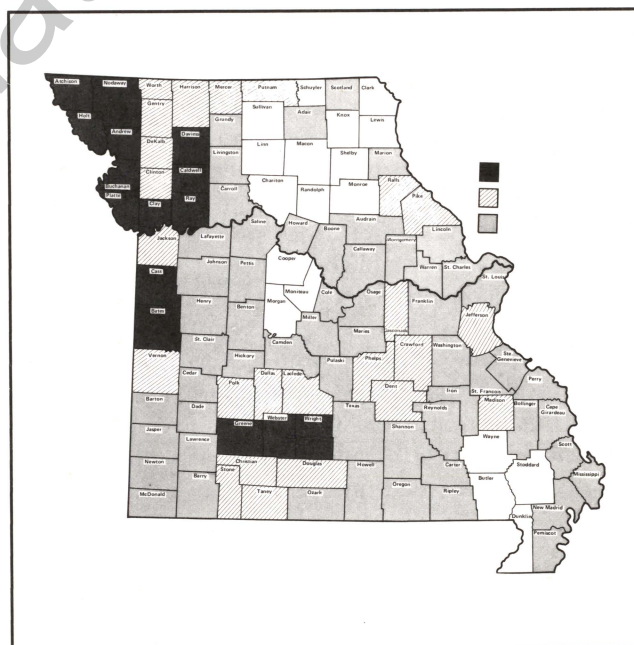 Atchison Nodaway Worth Harrison Mercer Putnam Schuyler Scotland Clark
Gentry Sullivan Adair Knox Lewis
Holt Andrew DeKalb Daviess Grundy
Linn Macon Shelby Marion
Livingston
Clinton Caldwell Chariton Randolph Monroe Ralls
Buchanan
Platte Clay Ray Carroll Pike
Audrain
Jackson Lafayette Saline Howard Boone Callaway Montgomery Lincoln
Warren St. Charles
Cass Johnson Pettis Cooper
Moniteau Cole Osage Franklin St. Louis
Bates Henry Benton Morgan Miller Jefferson
Maries
St. Clair Camden
Vernon Hickory Pulaski Phelps Crawford Washington Ste. Genevieve
Cedar Polk Dallas Laclede Dent Iron St. Francois Perry
Barton Dade Greene Webster Wright Texas Reynolds Madison Bollinger Cape Girardeau
Shannon
Jasper Lawrence Wayne Scott
Newton Christian Douglas Howell Carter Stoddard Mississippi
Barry Stone Butler
McDonald Taney Ozark Oregon Ripley New Madrid
Dunklin
Pemiscot